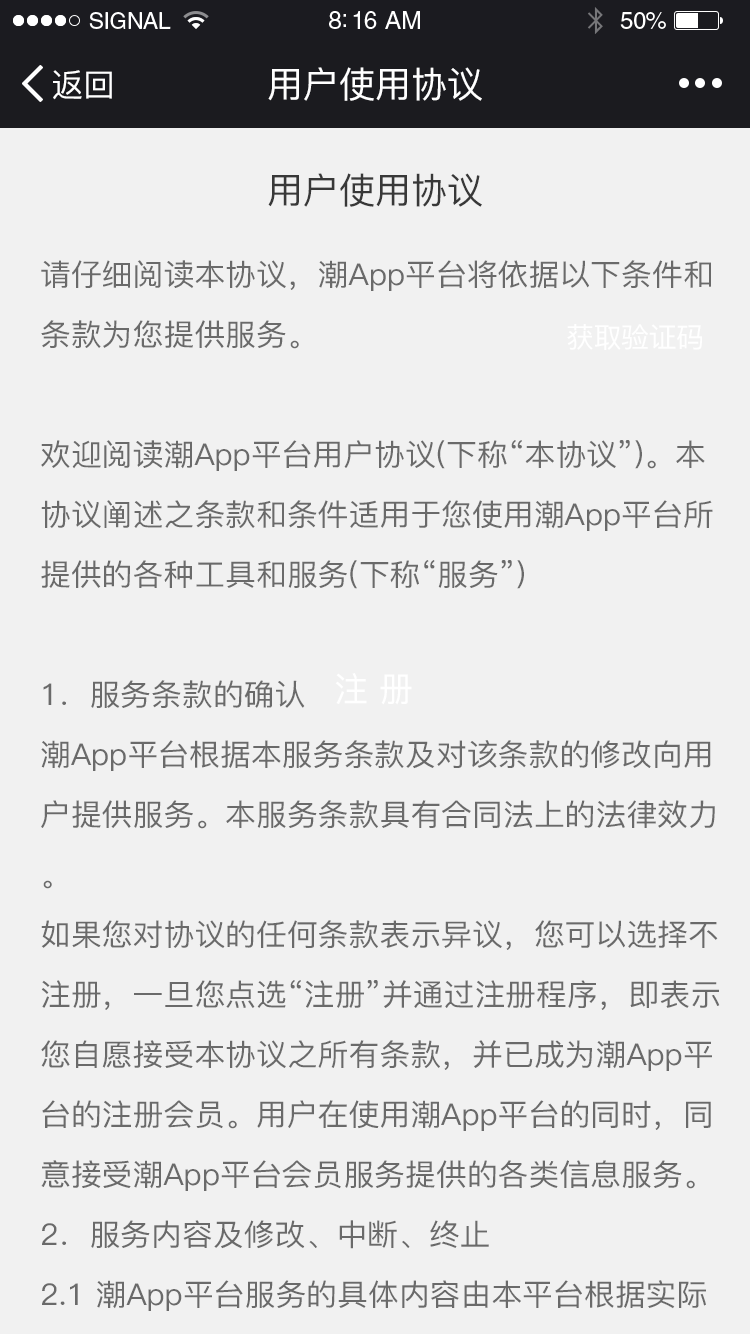 SIGNAL 8:16 AM 50%
返回 用户使用协议
用户使用协议
请仔细阅读本协议，潮App平台将依据以下条件和
条款为您提供服务。
获取验证码
欢迎阅读潮App平台用户协议(下称“本协议”)。本
协议阐述之条款和条件适用于您使用潮App平台所
提供的各种工具和服务(下称“服务”)
1. 服务条款的确认
注 册
潮App平台根据本服务条款及对该条款的修改向用
户提供服务。本服务条款具有合同法上的法律效力
。
如果您对协议的任何条款表示异议，您可以选择不
注册，一旦您点选“注册”并通过注册程序，即表示
您自愿接受本协议之所有条款，并已成为潮App平
台的注册会员。用户在使用潮App平台的同时，同
意接受潮App平台会员服务提供的各类信息服务。
2. 服务内容及修改、中断、终止
2.1 潮App平台服务的具体内容由本平台根据实际